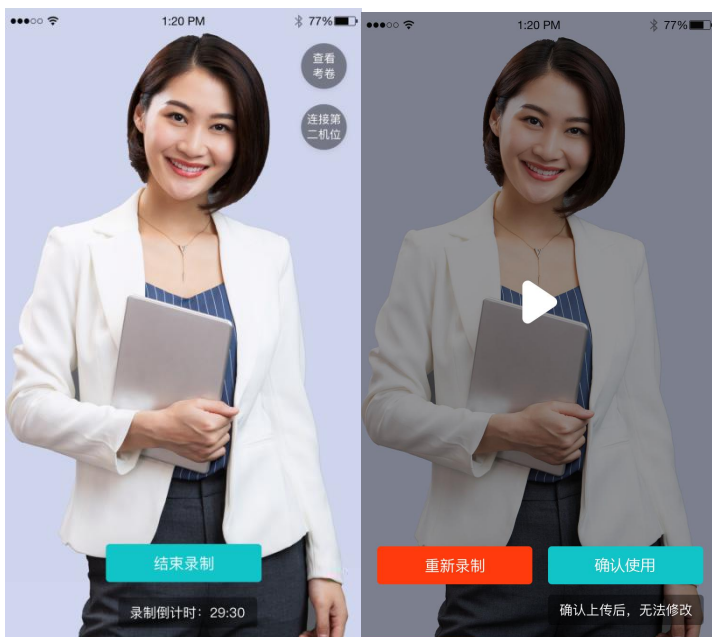 1:20 PM
77%
查看
考卷
连接第
二机位
结束录制
录制倒计时：29:30
1:20 PM
77%
重新录制
确认使用
确认上传后，无法修改